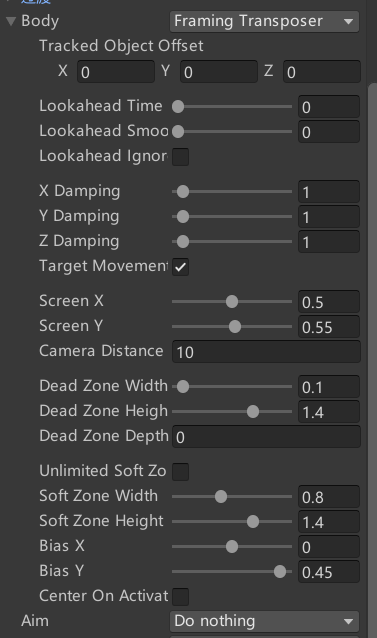 过渡
Body Framing Transposer
Tracked Object Offset
X 0 Y 0 Z 0
Lookahead Time 0
Lookahead Smoo 0
Lookahead Ignor
X Damping 1
Y Damping 1
Z Damping 1
Target Movement
Screen X 0.5
Screen Y 0.55
Camera Distance 10
Dead Zone Width 0.1
Dead Zone Heigh 1.4
Dead Zone Depth 0
Unlimited Soft Zo
Soft Zone Width 0.8
Soft Zone Height 1.4
Bias X 0
Bias Y 0.45
Center On Activat
Aim Do nothing